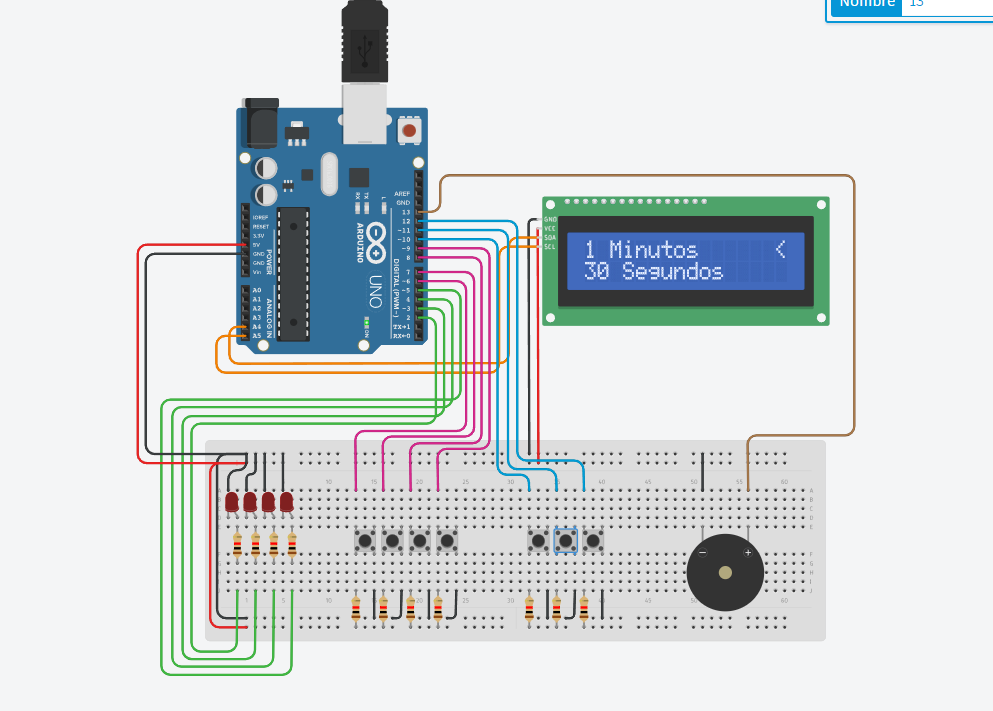 Nombre 13
AREF
GND
13
12
~11
~10
~9
8
7
~6
~5
4
~3
2
TX→1
RX←0
DIGITAL (PWM~)
TX
RX
L
ARDUINO
UNO
ON
IOREF
RESET
3.3V
5V
GND
GND
Vin
POWER
A0
A1
A2
A3
A4
A5
ANALOG IN
GND
VCC
SDA
SCL
1 Minutos <
30 Segundos
10 15 20 25 30 35 40 45 50 55 60